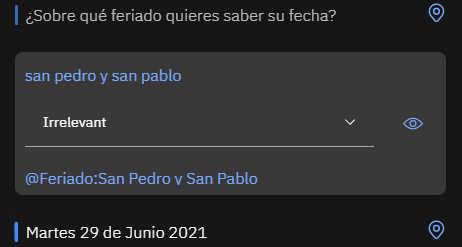 ¿Sobre qué feriado quieres saber su fecha?
san pedro y san pablo
Irrelevant
@Feriado:San Pedro y San Pablo
Martes 29 de Junio 2021